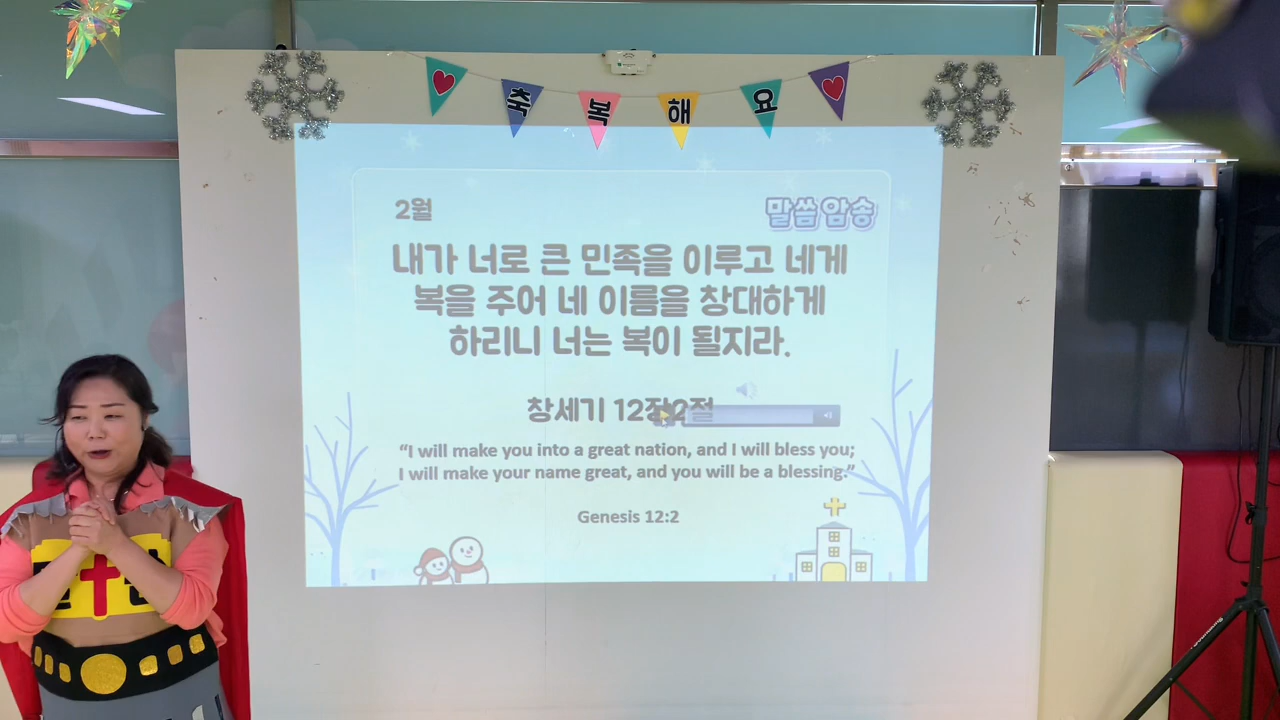 축복해요
2월
말씀 암송
내가 너로 큰 민족을 이루고 네게
복을 주어 네 이름을 창대하게
하리니 너는 복이 될지라.
창세기 12장 2절
“I will make you into a great nation, and I will bless you;
I will make your name great, and you will be a blessing.”
Genesis 12:2